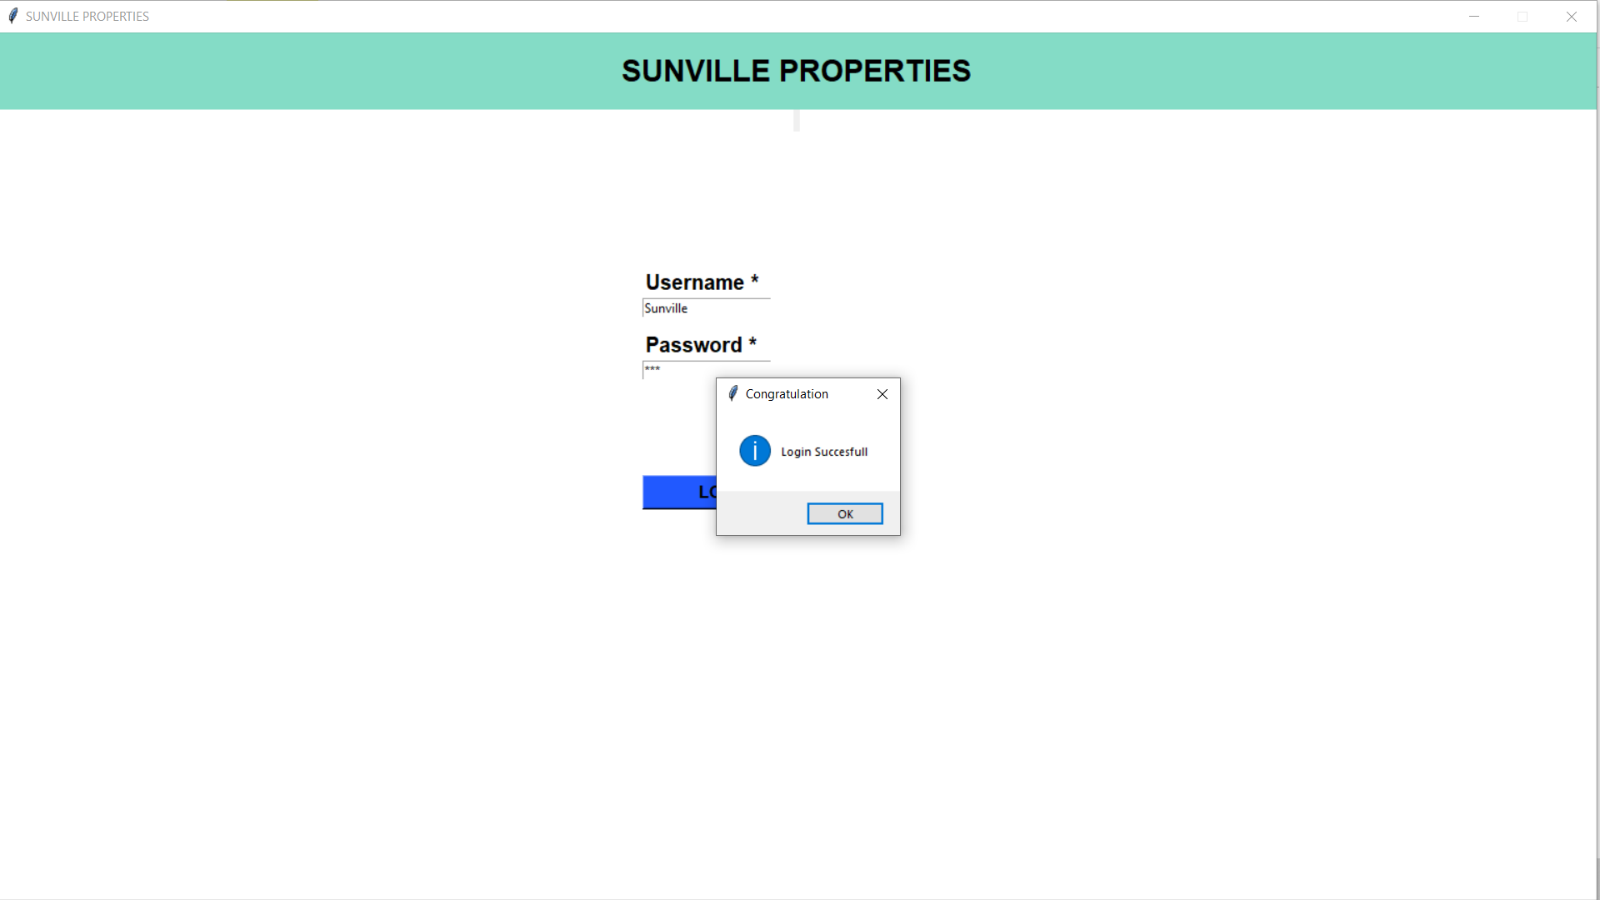 SUNVILLE PROPERTIES
SUNVILLE PROPERTIES
Username *
Sunville
Password *
***
Congratulation
Login Succesfull
OK